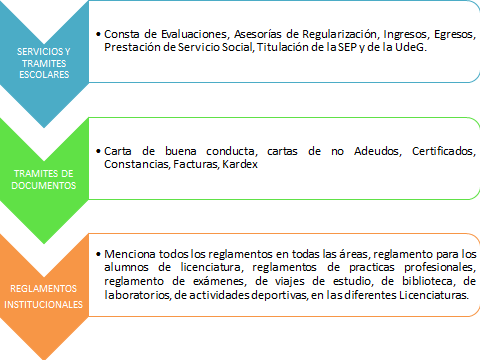 SERVICIOS Y
TRAMITES
ESCOLARES
• Consta de Evaluaciones, Asesorías de Regularización, Ingresos, Egresos,
Prestación de Servicio Social, Titulación de la SEP y de la UdeG.
TRAMITES DE
DOCUMENTOS
• Carta de buena conducta, cartas de no Adeudos, Certificados,
Constancias, Facturas, Kardex
REGLAMENTOS
INSTITUCIONALES
• Menciona todos los reglamentos en todas las áreas, reglamento para los
alumnos de licenciatura, reglamentos de practicas profesionales,
reglamento de exámenes, de viajes de estudio, de biblioteca, de
laboratorios, de actividades deportivas, en las diferentes Licenciaturas.